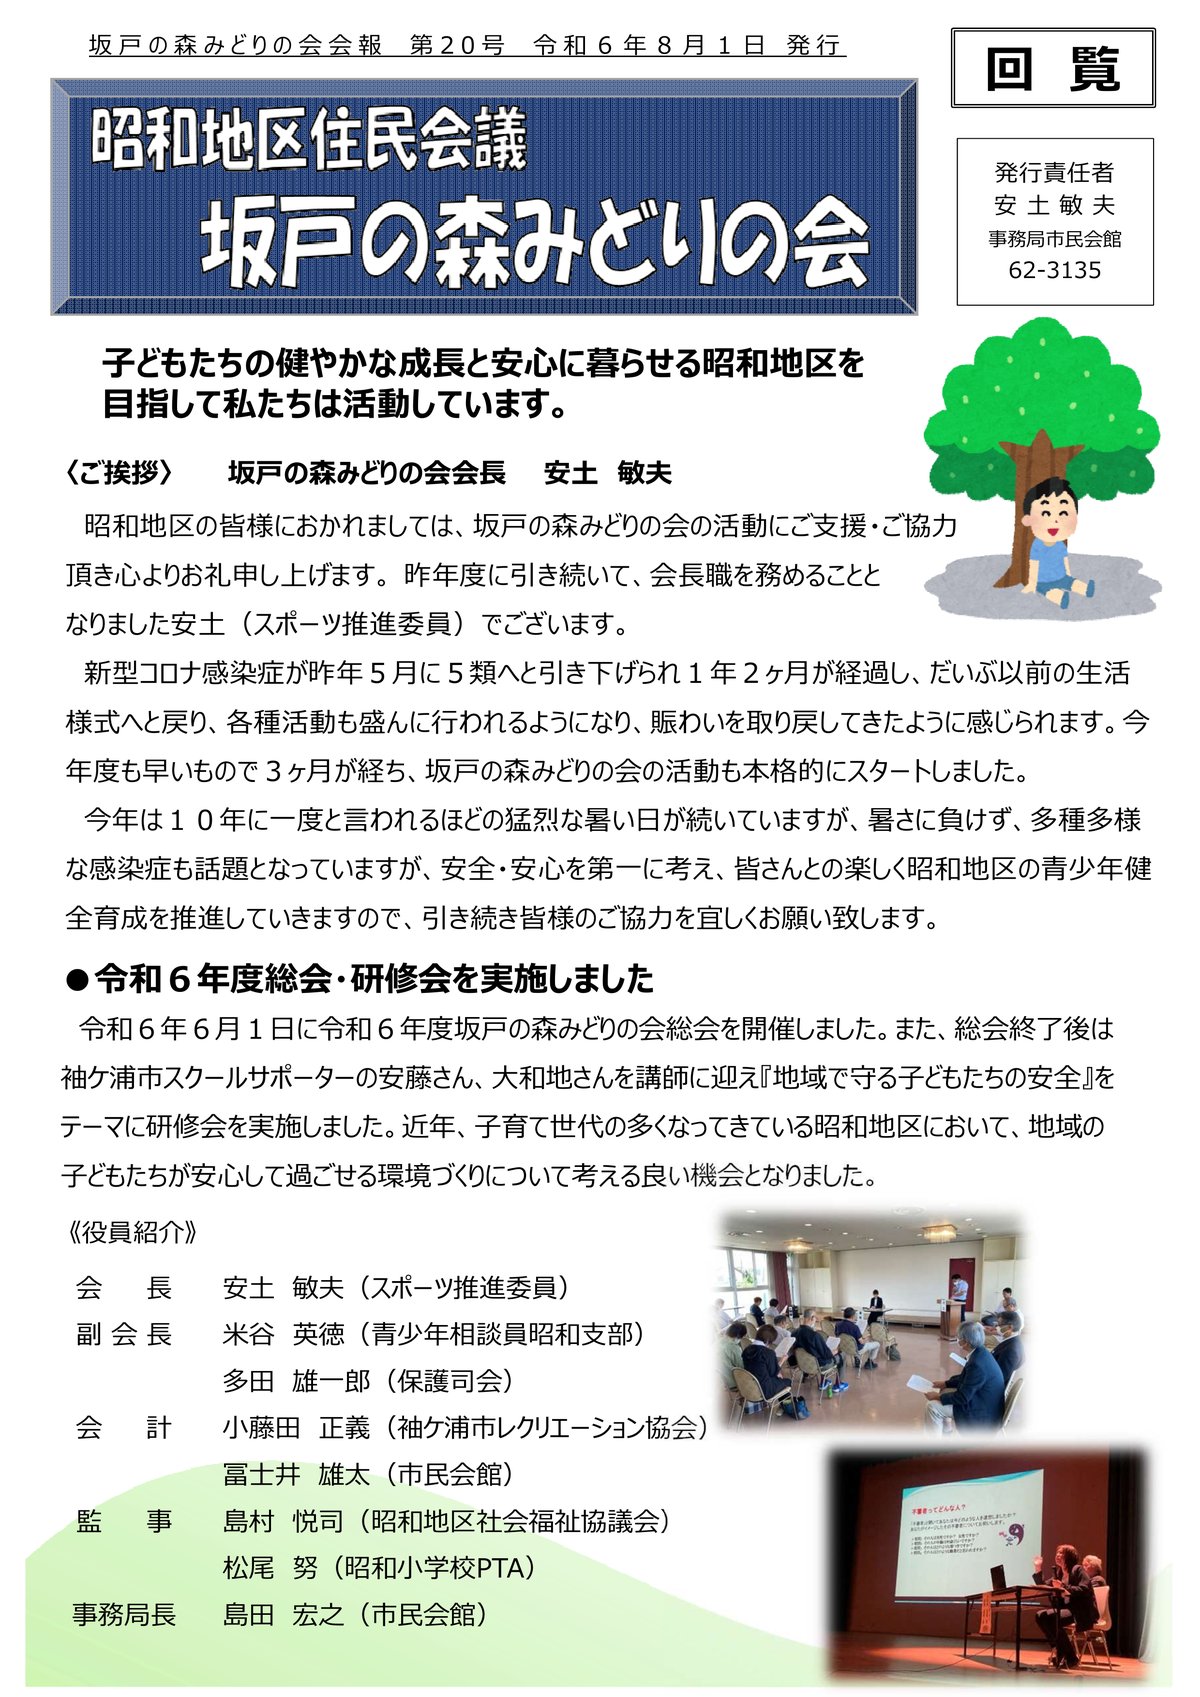 坂戸の森みどりの会会報　第20号　令和６年８月１日 発行
回　覧
昭和地区住民会議
坂戸の森みどりの会
発行責任者
安 土 敏 夫
事務局市民会館
62-3135
子どもたちの健やかな成長と安心に暮らせる昭和地区を
目指して私たちは活動しています。
〈ご挨拶〉　坂戸の森みどりの会会長　安土　敏夫
昭和地区の皆様におかれましては、坂戸の森みどりの会の活動にご支援・ご協力
頂き心よりお礼申し上げます。 昨年度に引き続いて、会長職を務めることと
なりました安土（スポーツ推進委員）でございます。
新型コロナ感染症が昨年５月に５類へと引き下げられ１年２ヶ月が経過し、だいぶ以前の生活
様式へと戻り、各種活動も盛んに行われるようになり、賑わいを取り戻してきたように感じられます。今
年度も早いもので３ヶ月が経ち、坂戸の森みどりの会の活動も本格的にスタートしました。
今年は１０年に一度と言われるほどの猛烈な暑い日が続いていますが、暑さに負けず、多種多様
な感染症も話題となっていますが、安全・安心を第一に考え、皆さんとの楽しく昭和地区の青少年健
全育成を推進していきますので、引き続き皆様のご協力を宜しくお願い致します。
●令和６年度総会・研修会を実施しました
令和６年６月１日に令和６年度坂戸の森みどりの会総会を開催しました。また、総会終了後は
袖ケ浦市スクールサポーターの安藤さん、大和地さんを講師に迎え『地域で守る子どもたちの安全』を
テーマに研修会を実施しました。近年、子育て世代の多くなってきている昭和地区において、地域の
子どもたちが安心して過ごせる環境づくりについて考える良い機会となりました。
《役員紹介》
会　長　安土　敏夫（スポーツ推進委員）
副 会 長　米谷　英徳（青少年相談員昭和支部）
多田　雄一郎（保護司会）
会　計　小藤田　正義（袖ケ浦市レクリエーション協会）
冨士井　雄太（市民会館）
監　事　島村　悦司（昭和地区社会福祉協議会）
松尾　努（昭和小学校PTA）
事務局長　島田　宏之（市民会館）
不審者ってどんな人？